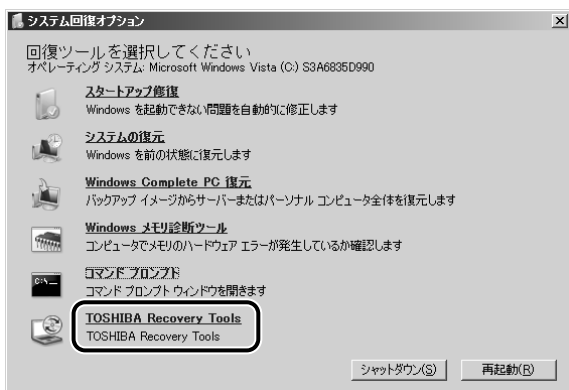 システム回復オプション
回復ツールを選択してください
オペレーティング システム: Microsoft Windows Vista (C:) S3A6835D990
スタートアップ修復
Windows を起動できない問題を自動的に修正します
システムの復元
Windows を前の状態に復元します
Windows Complete PC 復元
バックアップ イメージからサーバーまたはパーソナル コンピュータ全体を復元します
Windows メモリ診断ツール
コンピュータでメモリのハードウェア エラーが発生しているか確認します
コマンド プロンプト
コマンド プロンプト ウィンドウを開きます
TOSHIBA Recovery Tools
TOSHIBA Recovery Tools
シャットダウン(S) 再起動(R)